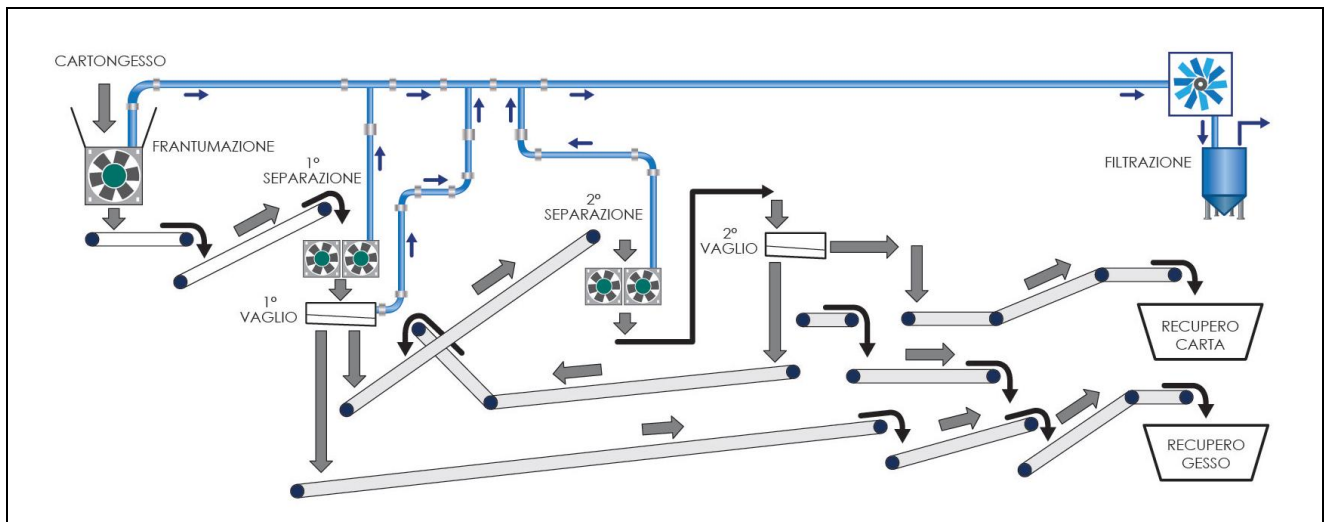 CARTONGESSO
FRANTUMAZIONE
1°
SEPARAZIONE
1°
VAGLIO
2°
SEPARAZIONE
2°
VAGLIO
FILTRAZIONE
RECUPERO
CARTA
RECUPERO
GESSO